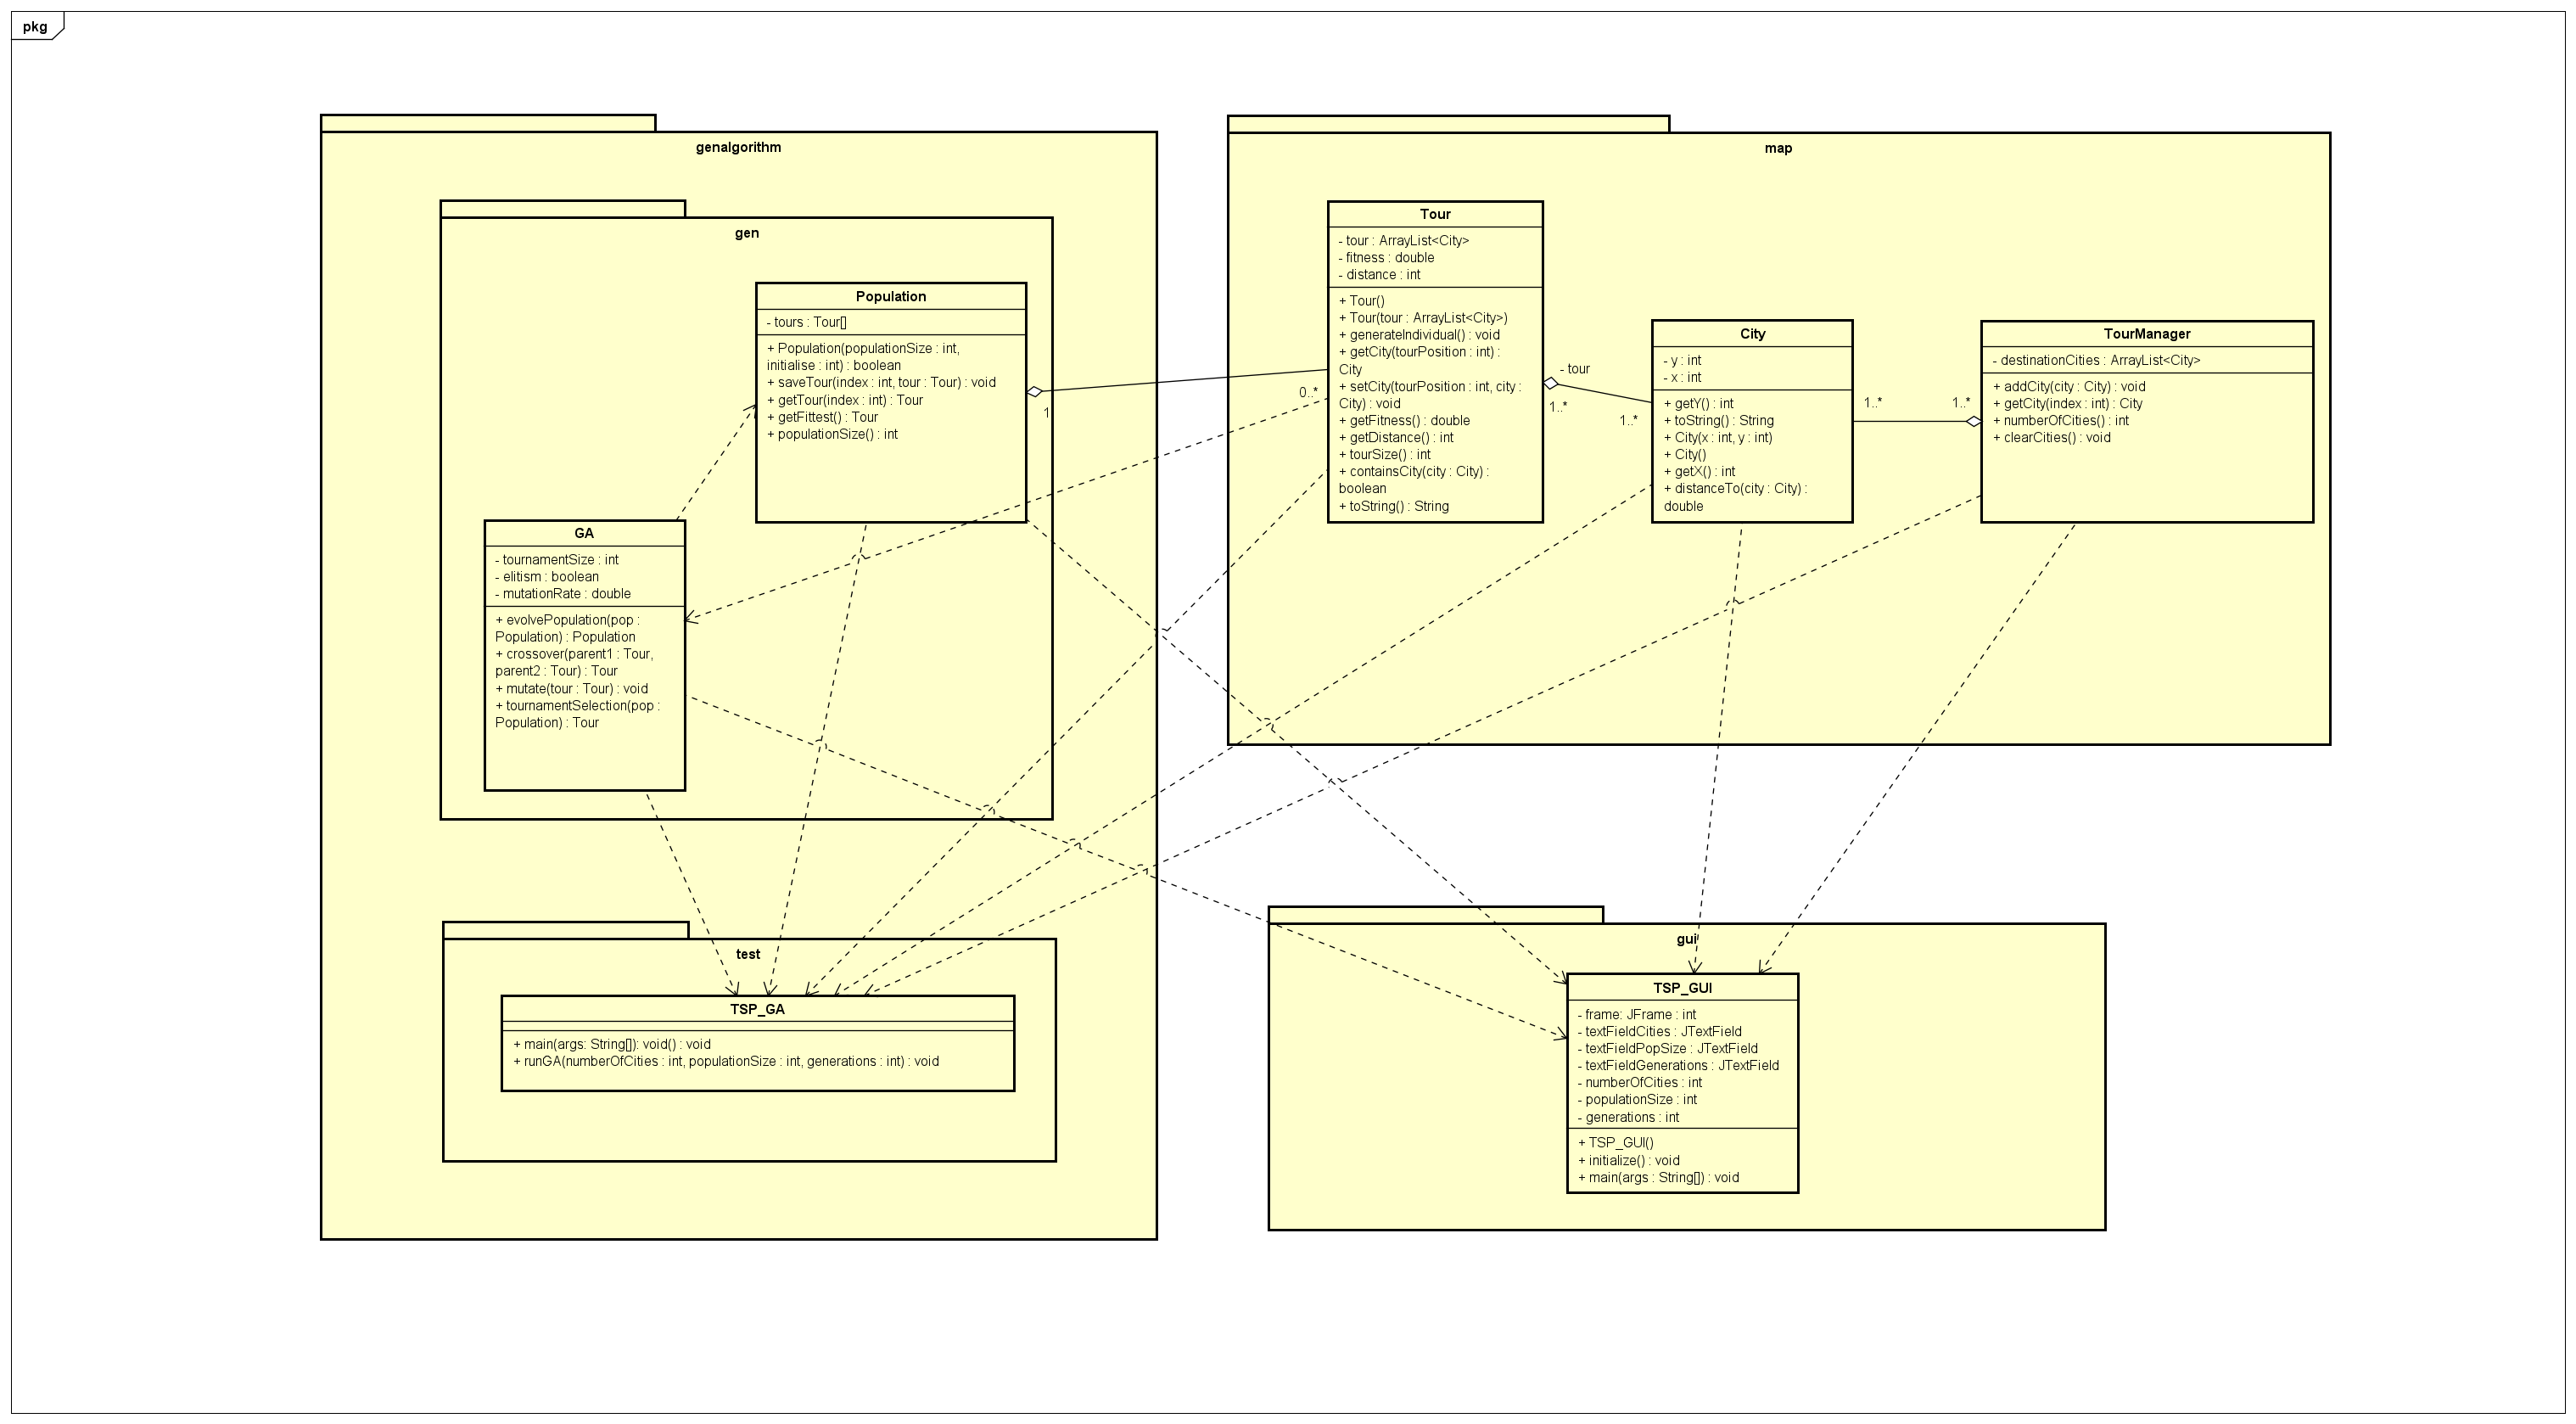 pkg
genalgorithm
gen
Population
- tours : Tour[]
+ Population(populationSize : int,
initialise : int) : boolean
+ saveTour(index : int, tour : Tour) : void
+ getTour(index : int) : Tour
+ getFittest() : Tour
+ populationSize() : int
1
GA
- tournamentSize : int
- elitism : boolean
- mutationRate : double
+ evolvePopulation(pop :
Population) : Population
+ crossover(parent1 : Tour,
parent2 : Tour) : Tour
+ mutate(tour : Tour) : void
+ tournamentSelection(pop :
Population) : Tour
test
TSP_GA
+ main(args: String[]): void() : void
+ runGA(numberOfCities : int, populationSize : int, generations : int) : void
map
Tour
- tour : ArrayList<City>
- fitness : double
- distance : int
+ Tour()
+ Tour(tour : ArrayList<City>)
+ generateIndividual() : void
+ getCity(tourPosition : int) :
City
+ setCity(tourPosition : int, city :
City) : void
+ getFitness() : double
+ getDistance() : int
+ tourSize() : int
+ containsCity(city : City) :
boolean
+ toString() : String
0..*
- tour
1..*
1..*
City
- y : int
- x : int
+ getY() : int
+ toString() : String
+ City(x : int, y : int)
+ City()
+ getX() : int
+ distanceTo(city : City) :
double
1..*
1..*
TourManager
- destinationCities : ArrayList<City>
+ addCity(city : City) : void
+ getCity(index : int) : City
+ numberOfCities() : int
+ clearCities() : void
gui
TSP_GUI
- frame: JFrame : int
- textFieldCities : JTextField
- textFieldPopSize : JTextField
- textFieldGenerations : JTextField
- numberOfCities : int
- populationSize : int
- generations : int
+ TSP_GUI()
+ initialize() : void
+ main(args : String[]) : void